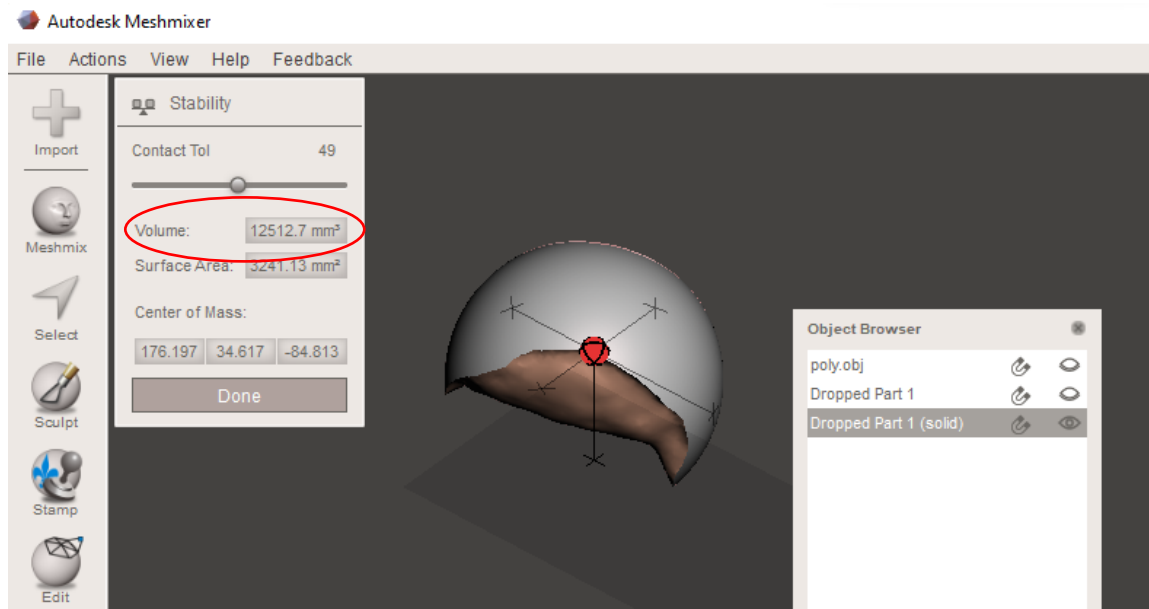 Autodesk Meshmixer
File Actions View Help Feedback
Import
Meshmix
Select
Sculpt
Stamp
Edit
Stability
Contact Tol 49
Volume: 12512.7 mm³
Surface Area: 3241.13 mm²
Center of Mass:
176.197 34.617 -84.813
Done
Object Browser
poly.obj
Dropped Part 1
Dropped Part 1 (solid)